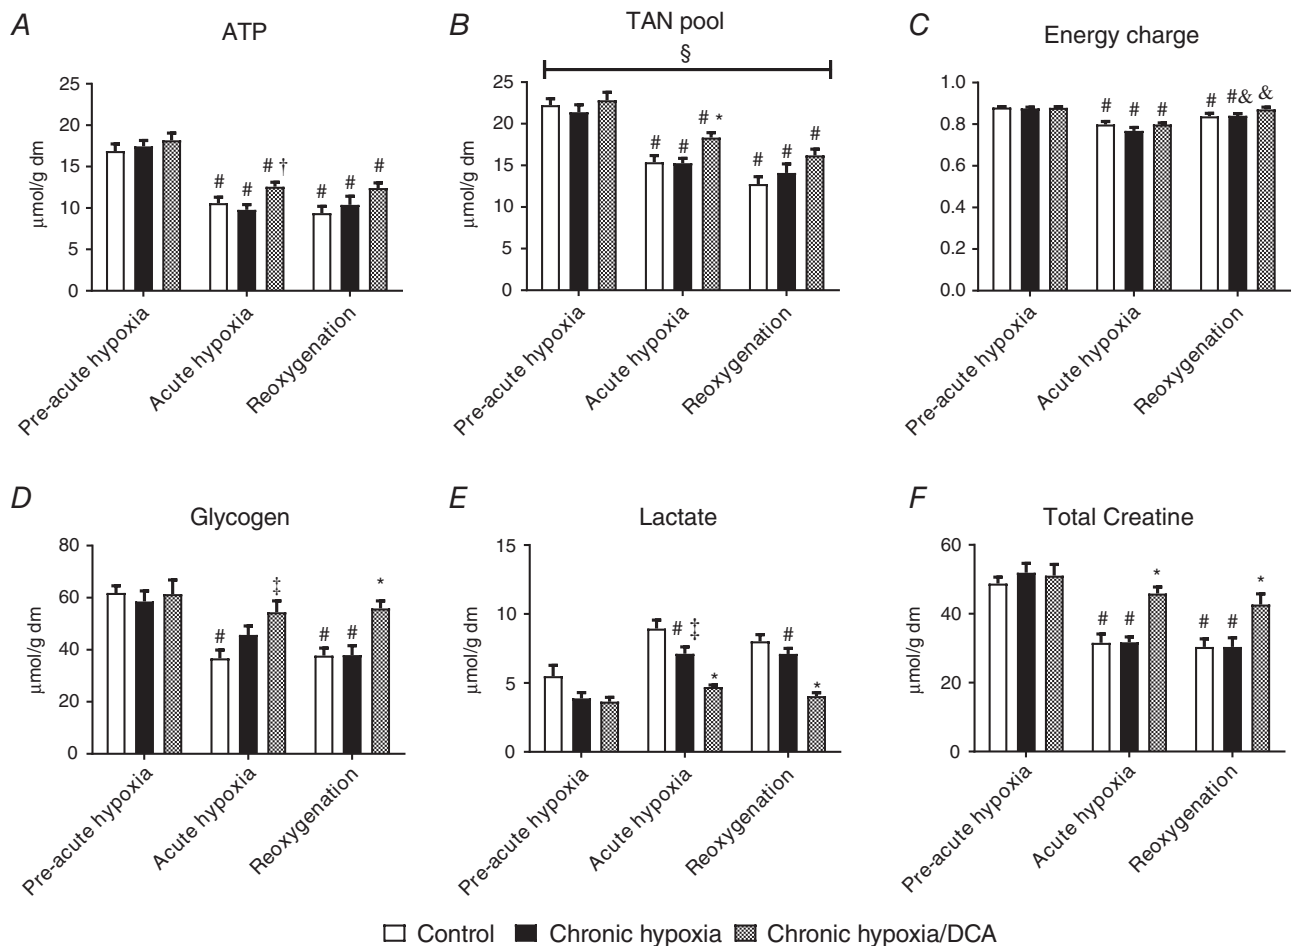 A ATP
B TAN pool
C Energy charge
§
25
20
15
10
5
0
μmol/g dm
# # # †
# # #
Pre-acute hypoxia
Acute hypoxia
Reoxygenation
25
20
15
10
5
0
μmol/g dm
# # # *
# # #
Pre-acute hypoxia
Acute hypoxia
Reoxygenation
1.0
0.8
0.6
0.4
0.2
0.0
# # #
# #& &
Pre-acute hypoxia
Acute hypoxia
Reoxygenation
D Glycogen
E Lactate
F Total Creatine
80
60
40
20
0
μmol/g dm
# ‡
# # *
Pre-acute hypoxia
Acute hypoxia
Reoxygenation
15
10
5
0
μmol/g dm
# ‡ *
# *
Pre-acute hypoxia
Acute hypoxia
Reoxygenation
60
40
20
0
μmol/g dm
# # *
# # *
Pre-acute hypoxia
Acute hypoxia
Reoxygenation
Control Chronic hypoxia Chronic hypoxia/DCA